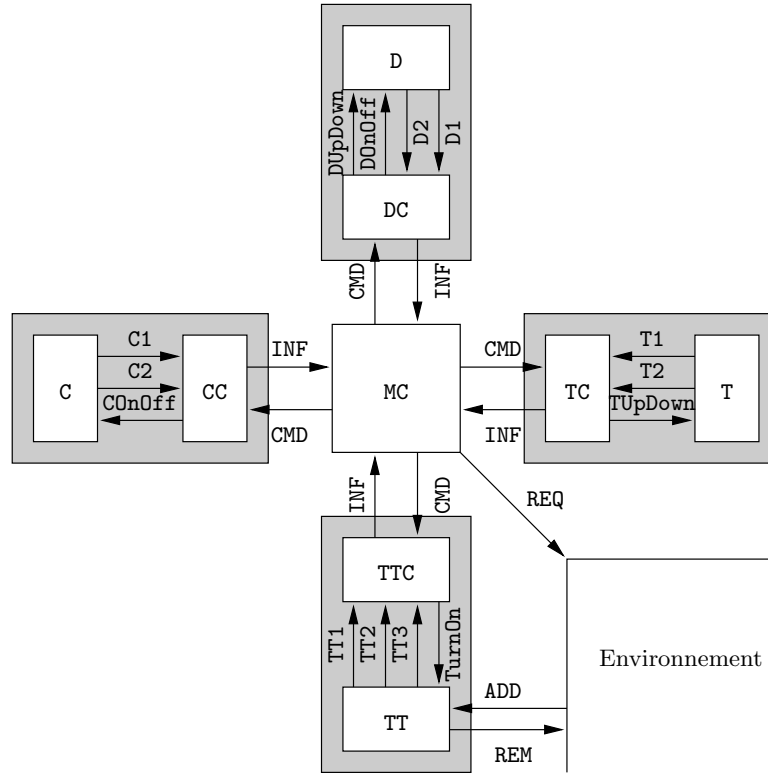 D
DUpDown
DOnOff
D2
D1
DC
CMD
INF
C
C1
C2
COnOff
CC
INF
CMD
MC
CMD
INF
TC
T1
T2
TUpDown
T
INF
CMD
REQ
TTC
TT1
TT2
TT3
TurnOn
TT
ADD
REM
Environnement